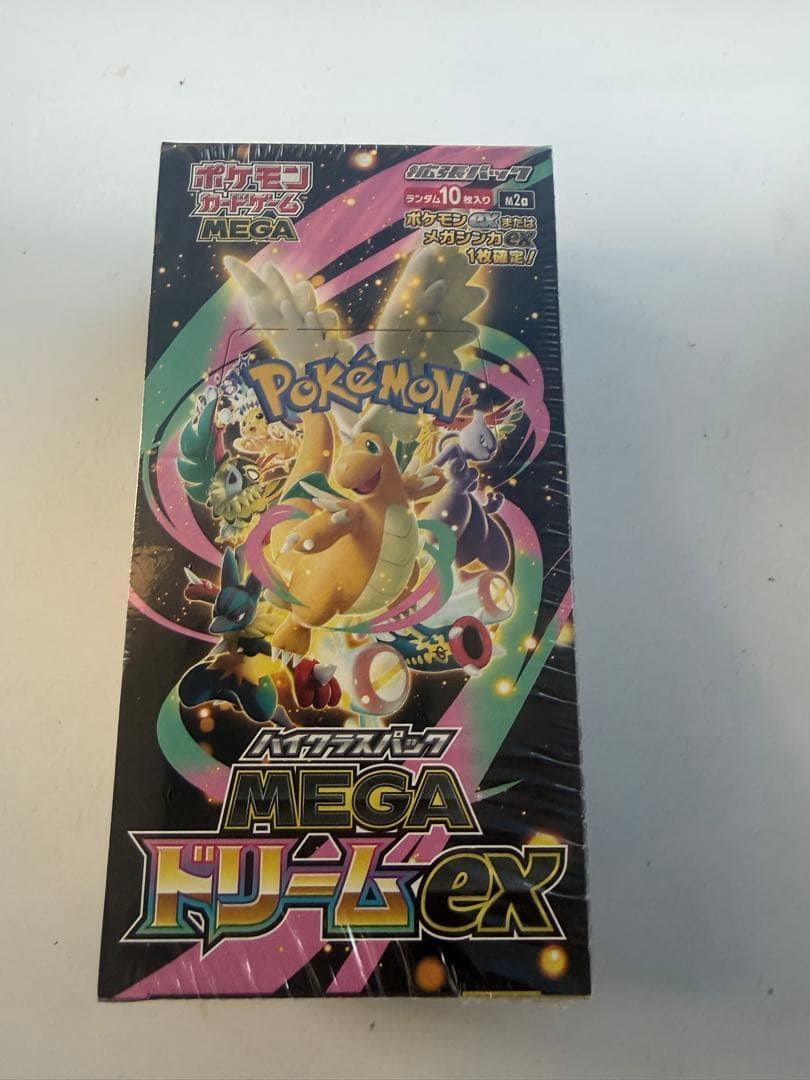 ポケモン
カードゲーム
MEGA
拡張パック
ランダム10枚入り M2a
ポケモンexまたは
メガシンカex
1枚確定!
POKéMON
ハイクラスパック
MEGA
ドリームex